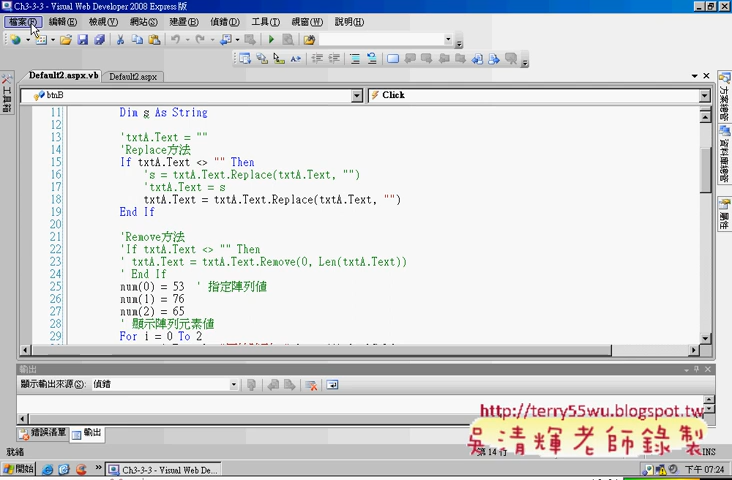 Ch3-3-3 - Visual Web Developer 2008 Express 版
檔案(F) 編輯(E) 檢視(V) 網站(S) 建置(B) 偵錯(D) 工具(T) 視窗(W) 說明(H)
Default2.aspx.vb Default2.aspx
btnB Click
11 Dim g As String
12
13 'txtA.Text = ""
14 'Replace方法
15 If txtA.Text <> "" Then
16 's = txtA.Text.Replace(txtA.Text, "")
17 'txtA.Text = s
18 txtA.Text = txtA.Text.Replace(txtA.Text, "")
19 End If
20
21 'Remove方法
22 'If txtA.Text <> "" Then
23 ' txtA.Text = txtA.Text.Remove(0, Len(txtA.Text))
24 ' End If
25 num(0) = 53 ' 指定陣列值
26 num(1) = 76
27 num(2) = 65
28 ' 顯示陣列元素值
29 For i = 0 To 2
工具箱
方案總管
資料庫總管
屬性
輸出
顯示輸出來源(S): 偵錯
錯誤清單 輸出
http://terry55wu.blogspot.tw
吳清輝老師錄製
就緒 第 14 行 INS
開始 Ch3-3-3 - Visual Web De... 下午 07:24